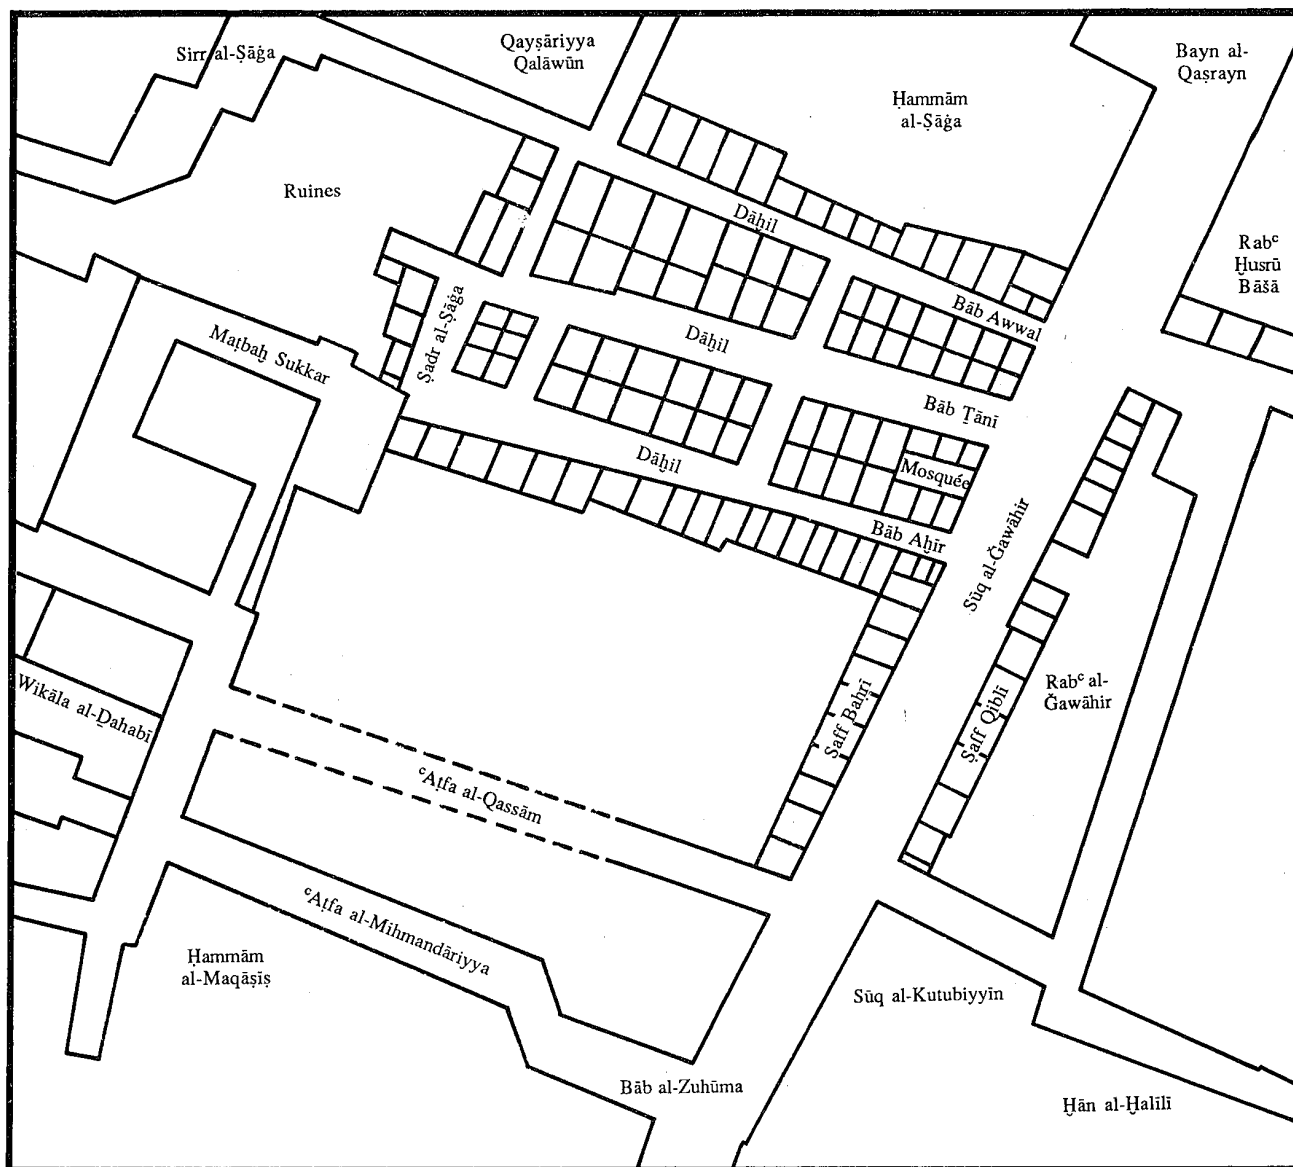 Sirr al-Ṣāġa
Qayṣāriyya
Qalāwūn
Bayn al-
Qaṣrayn
Ḥammām
al-Ṣāġa
Ruines
Dāḫil
Bāb Awwal
Rabᶜ
Ḫusrū
Bāšā
Ṣadr al-Ṣāġa
Maṭbaḫ Sukkar
Dāḫil
Bāb Ṯānī
Dāḫil
Mosquée
Bāb Aḫīr
Sūq al-Ǧawāhir
Wikāla al-Ḏahabī
Ṣaff Baḥrī
Ṣaff Qiblī
Rabᶜ al-
Ǧawāhir
ᶜAṭfa al-Qassām
ᶜAṭfa al-Mihmandāriyya
Ḥammām
al-Maqāṣīṣ
Sūq al-Kutubiyyīn
Bāb al-Zuhūma
Ḫān al-Ḫalīlī